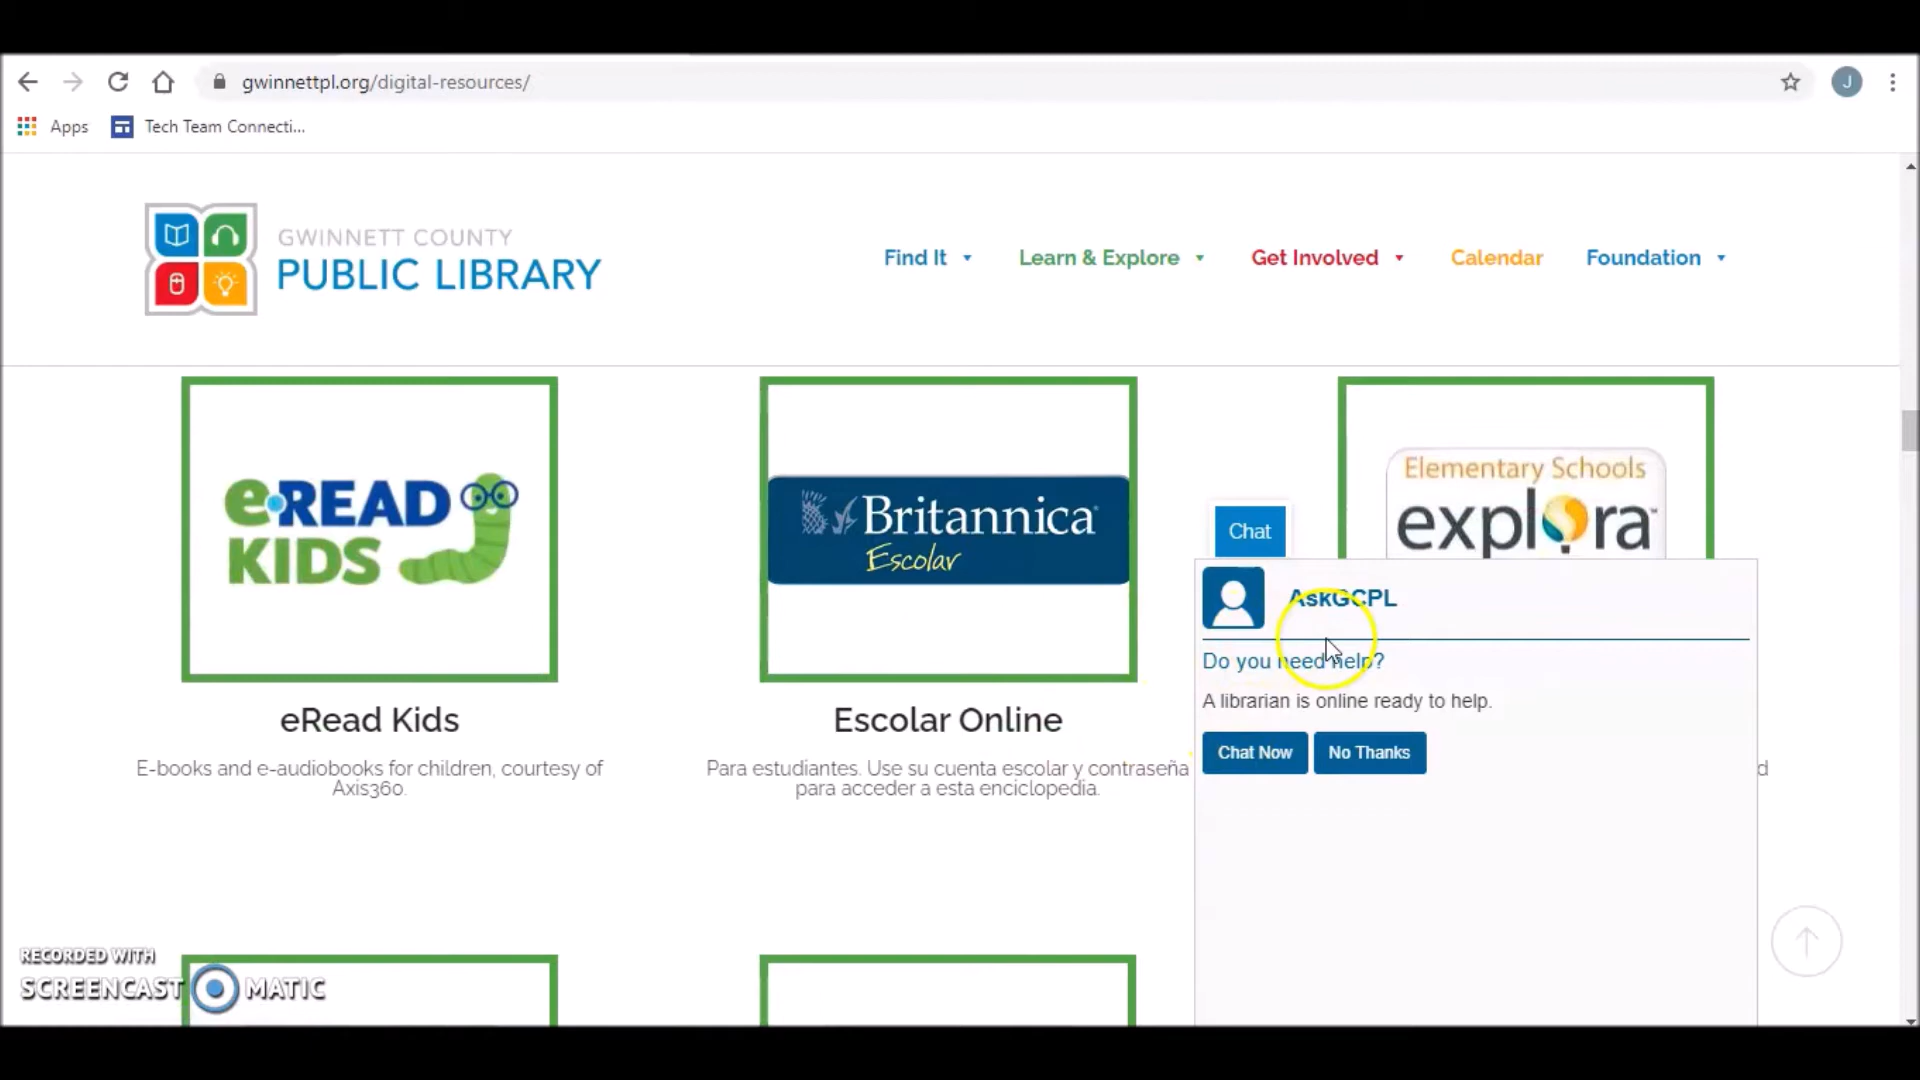 gwinnettpl.org/digital-resources/
J
Apps
Tech Team Connecti...
GWINNETT COUNTY
PUBLIC LIBRARY
Find It
Learn & Explore
Get Involved
Calendar
Foundation
e•READ
KIDS
Britannica
Escolar
Elementary Schools
explora™
Chat
AskGCPL
Do you need help?
A librarian is online ready to help.
Chat Now
No Thanks
eRead Kids
E-books and e-audiobooks for children, courtesy of
Axis360.
Escolar Online
Para estudiantes. Use su cuenta escolar y contraseña
para acceder a esta enciclopedia.
d
RECORDED WITH
SCREENCAST MATIC